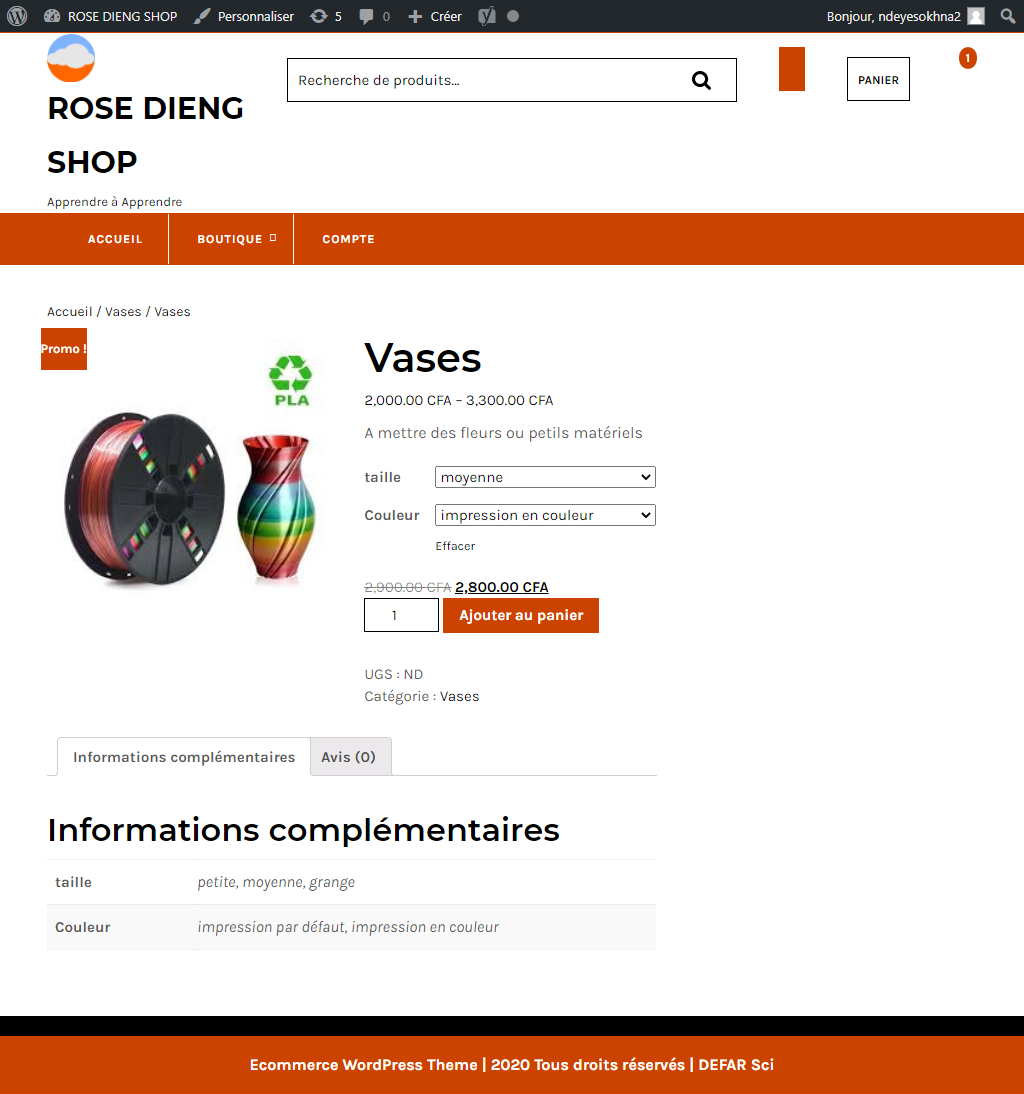 ROSE DIENG SHOP Personnaliser 5 0 Créer Bonjour, ndeyesokhna2
Recherche de produits…
PANIER
1
ROSE DIENG
SHOP
Apprendre à Apprendre
ACCUEIL BOUTIQUE COMPTE
Accueil / Vases / Vases
Promo !
PLA
Vases
2,000.00 CFA – 3,300.00 CFA
A mettre des fleurs ou petils matériels
taille moyenne
Couleur impression en couleur
Effacer
2,900.00 CFA 2,800.00 CFA
1 Ajouter au panier
UGS : ND
Catégorie : Vases
Informations complémentaires Avis (0)
Informations complémentaires
taille petite, moyenne, grange
Couleur impression par défaut, impression en couleur
Ecommerce WordPress Theme | 2020 Tous droits réservés | DEFAR Sci